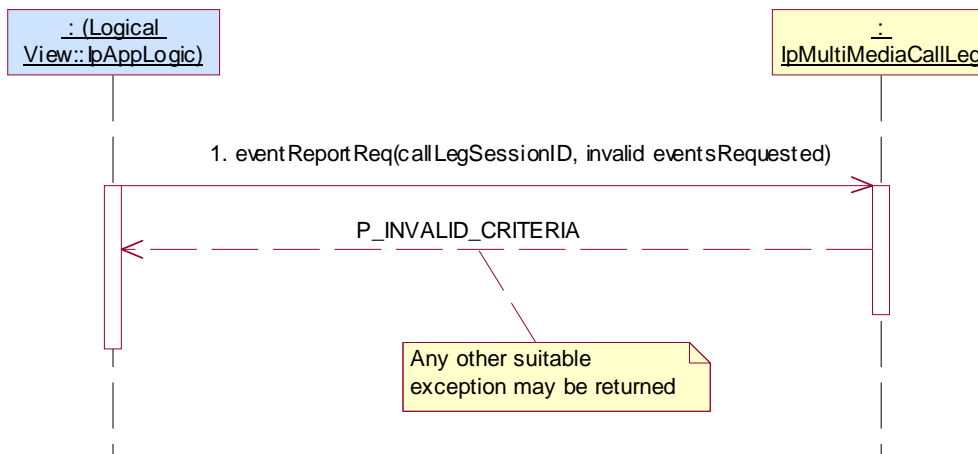 : (Logical
View::IpAppLogic)
:
IpMultiMediaCallLeg
1. eventReportReq(callLegSessionID, invalid eventsRequested)
P_INVALID_CRITERIA
Any other suitable
exception may be returned